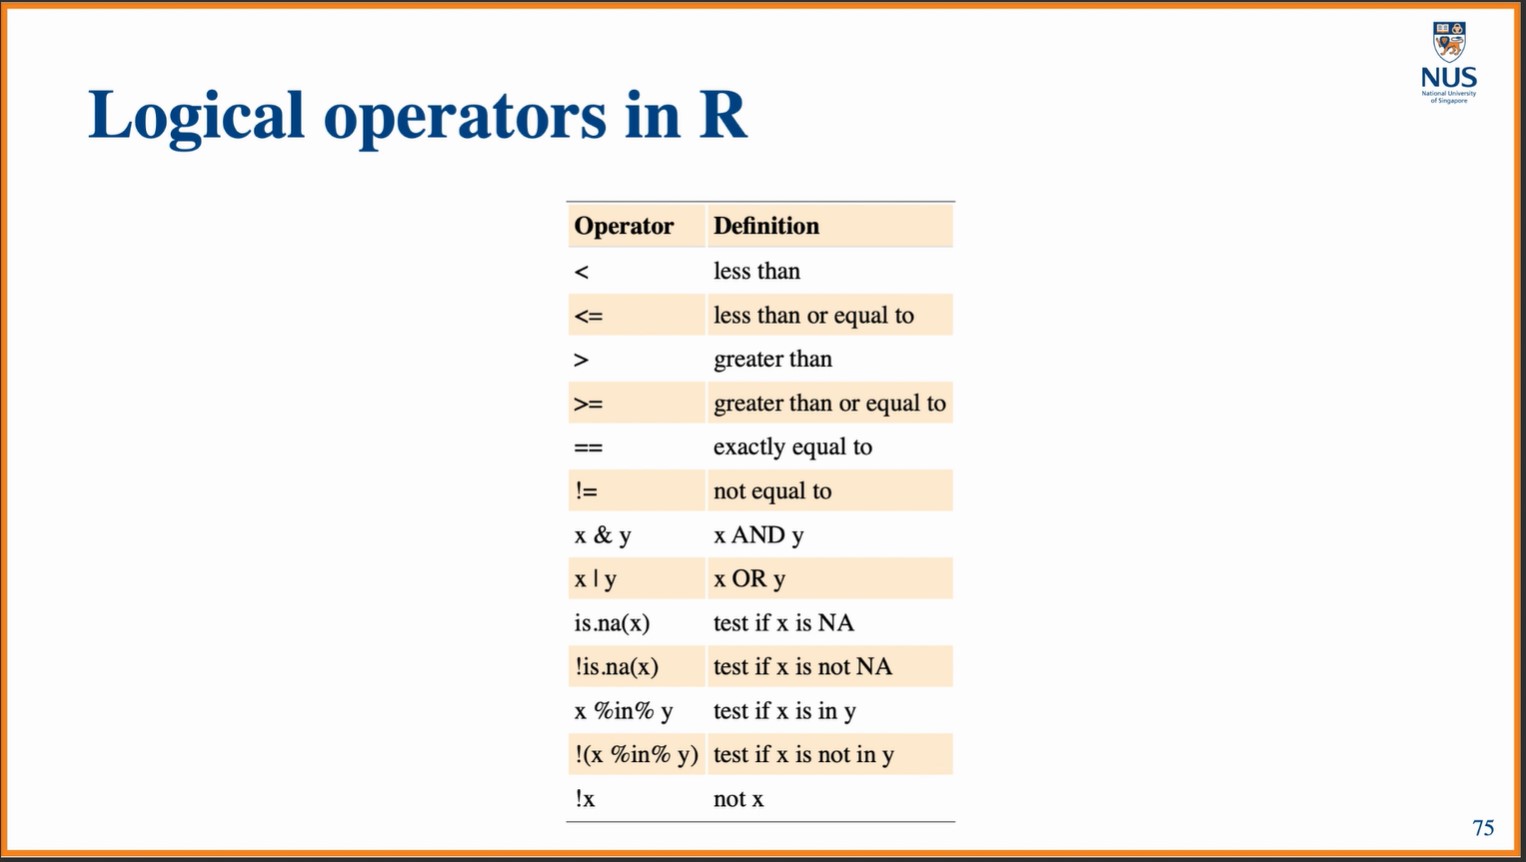 NUS
National University
of Singapore
Logical operators in R
Operator Definition
< less than
<= less than or equal to
> greater than
>= greater than or equal to
== exactly equal to
!= not equal to
x & y x AND y
x | y x OR y
is.na(x) test if x is NA
!is.na(x) test if x is not NA
x %in% y test if x is in y
!(x %in% y) test if x is not in y
!x not x
75